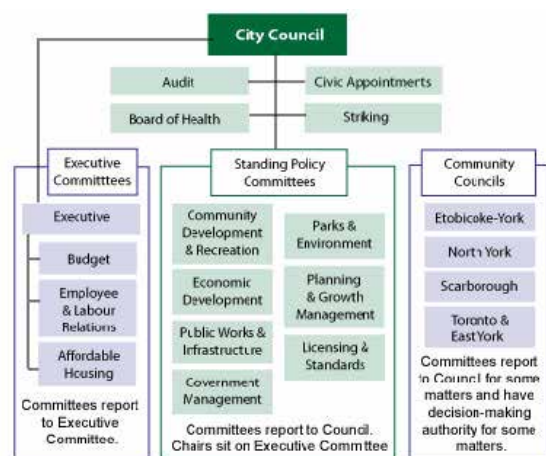 City Council
Audit
Civic Appointments
Board of Health
Striking
Executive
Committtees
Executive
Budget
Employee
& Labour
Relations
Affordable
Housing
Committees report
to Executive
Committee.
Standing Policy
Committees
Community
Development
& Recreation
Parks &
Environment
Economic
Development
Planning
& Growth
Management
Public Works &
Infrastructure
Licensing &
Standards
Government
Management
Committees report to Council.
Chairs sit on Executive Committee
Community
Councils
Etobicoke-York
North York
Scarborough
Toronto &
East York
Committees report
to Council for some
matters and have
decision-making
authority for some
matters.